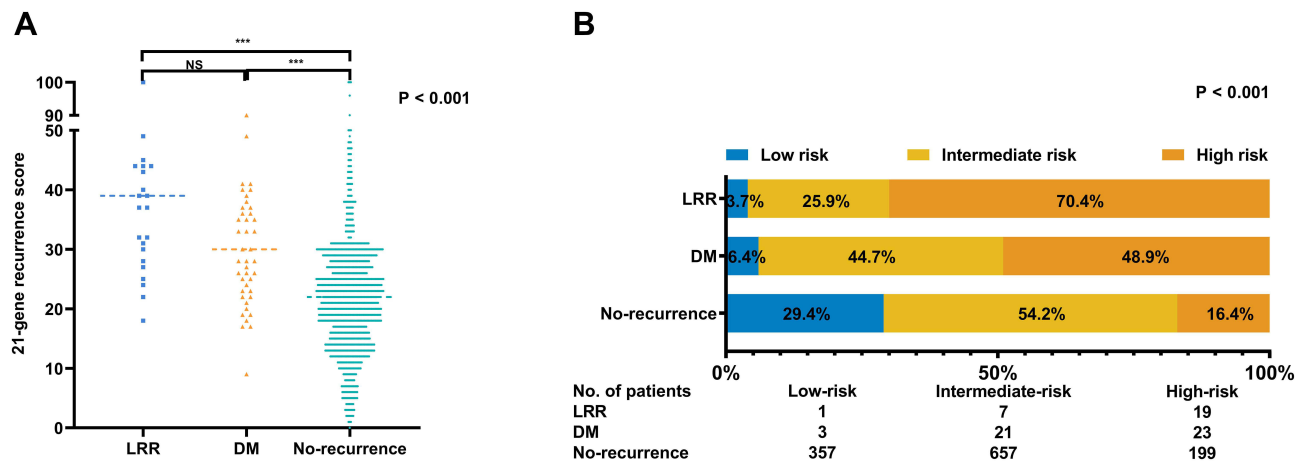 A
B
***
NS
***
P < 0.001
100
90
50
40
30
20
10
0
21-gene recurrence score
LRR DM No-recurrence
P < 0.001
Low risk Intermediate risk High risk
LRR 3.7% 25.9% 70.4%
DM 6.4% 44.7% 48.9%
No-recurrence 29.4% 54.2% 16.4%
0% 50% 100%
No. of patients Low-risk Intermediate-risk High-risk
LRR 1 7 19
DM 3 21 23
No-recurrence 357 657 199